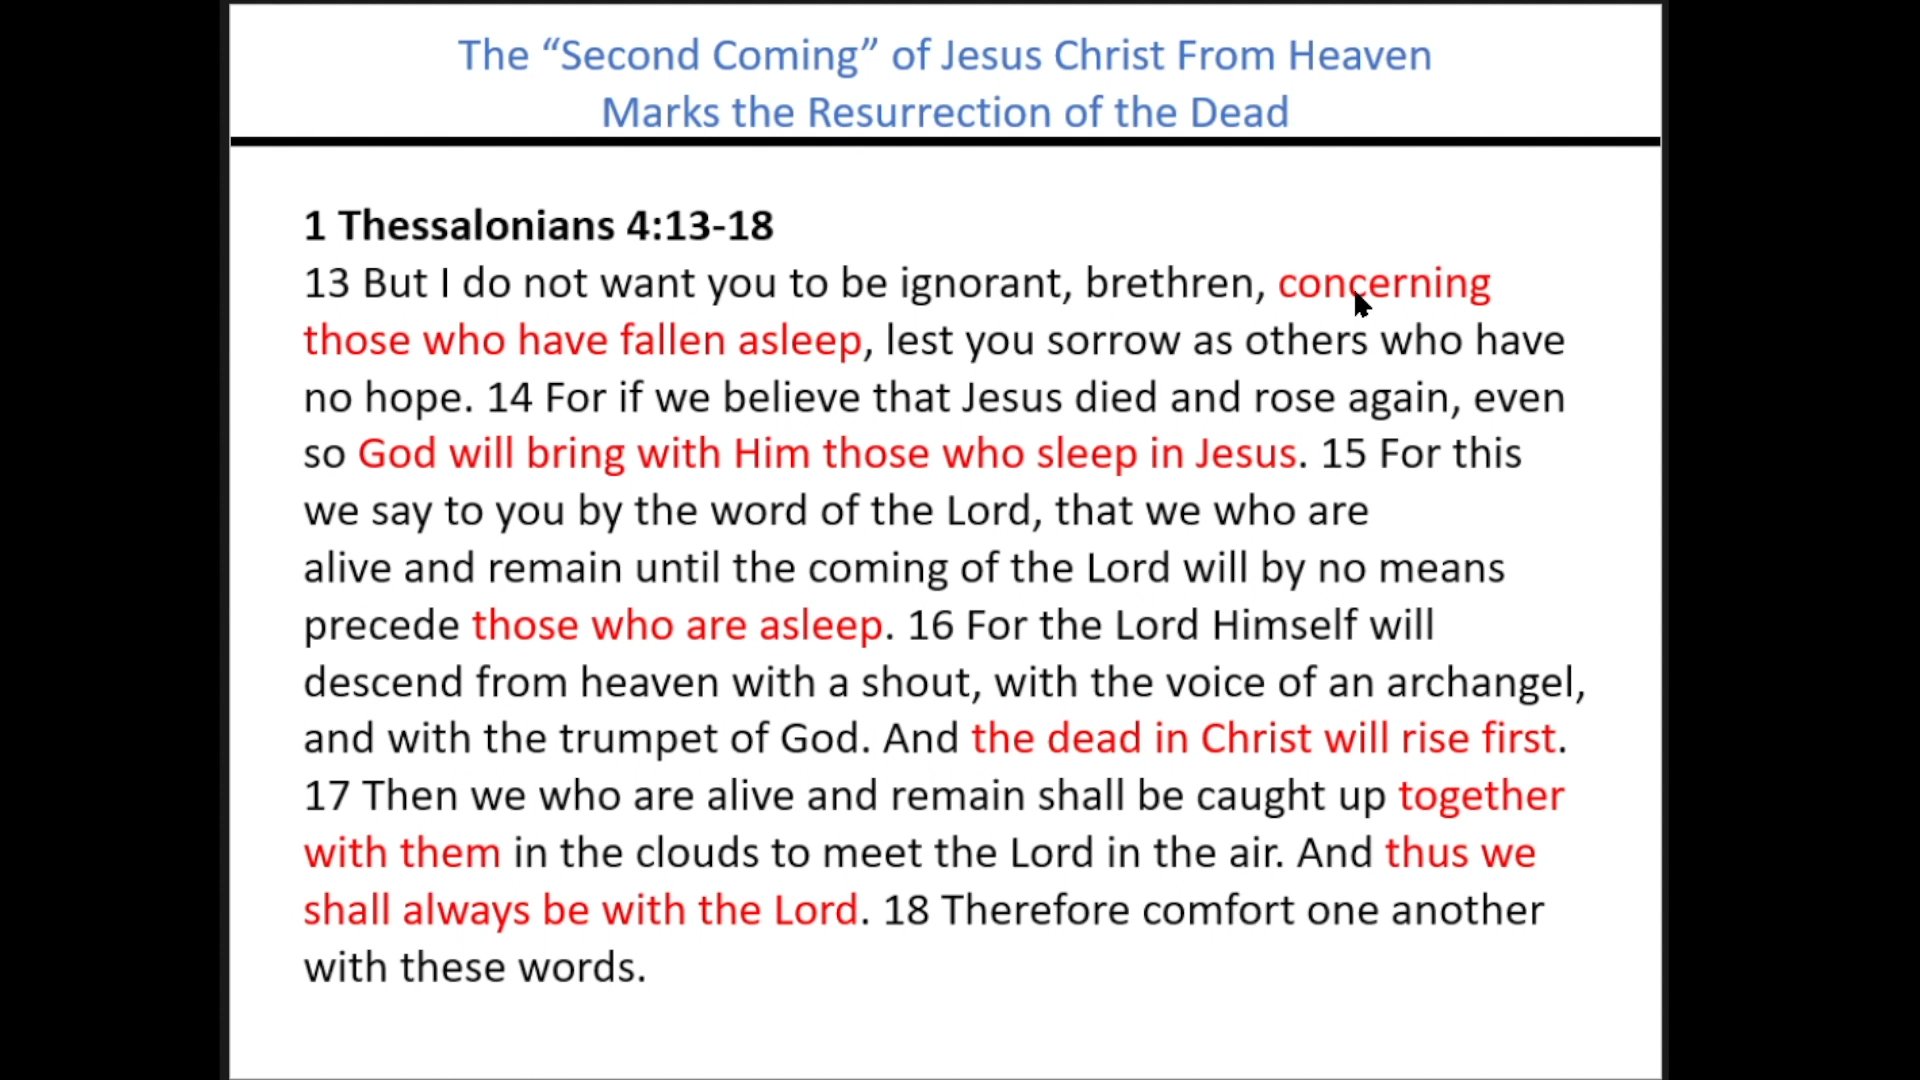 The “Second Coming” of Jesus Christ From Heaven
Marks the Resurrection of the Dead
1 Thessalonians 4:13-18
13 But I do not want you to be ignorant, brethren, concerning
those who have fallen asleep, lest you sorrow as others who have
no hope. 14 For if we believe that Jesus died and rose again, even
so God will bring with Him those who sleep in Jesus. 15 For this
we say to you by the word of the Lord, that we who are
alive and remain until the coming of the Lord will by no means
precede those who are asleep. 16 For the Lord Himself will
descend from heaven with a shout, with the voice of an archangel,
and with the trumpet of God. And the dead in Christ will rise first.
17 Then we who are alive and remain shall be caught up together
with them in the clouds to meet the Lord in the air. And thus we
shall always be with the Lord. 18 Therefore comfort one another
with these words.